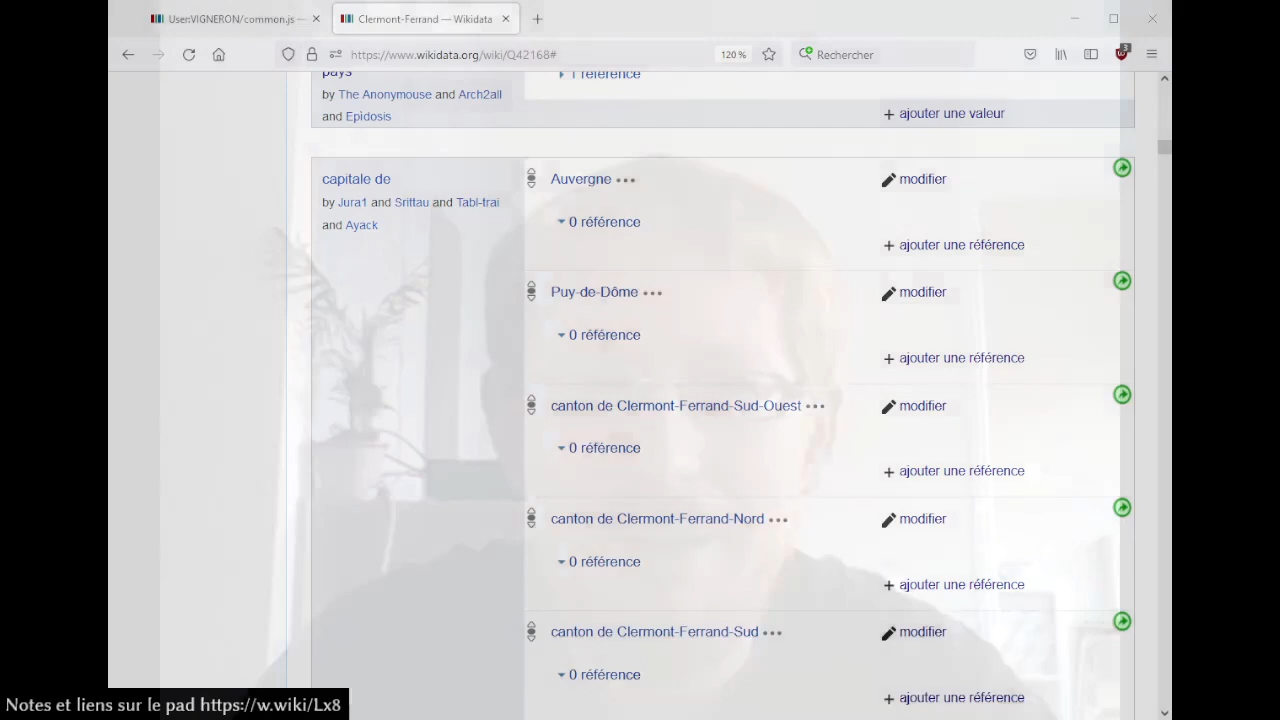 User:VIGNERON/common.js —
Clermont-Ferrand — Wikidata
https://www.wikidata.org/wiki/Q42168#
120 %
Rechercher
3
pays
1 référence
by The Anonymouse and Arch2all
and Epìdosis
+ ajouter une valeur
capitale de
by Jura1 and Srittau and Tabl-trai
and Ayack
Auvergne
modifier
0 référence
+ ajouter une référence
Puy-de-Dôme
modifier
0 référence
+ ajouter une référence
canton de Clermont-Ferrand-Sud-Ouest
modifier
0 référence
+ ajouter une référence
canton de Clermont-Ferrand-Nord
modifier
0 référence
+ ajouter une référence
canton de Clermont-Ferrand-Sud
modifier
0 référence
+ ajouter une référence
Notes et liens sur le pad https://w.wiki/Lx8